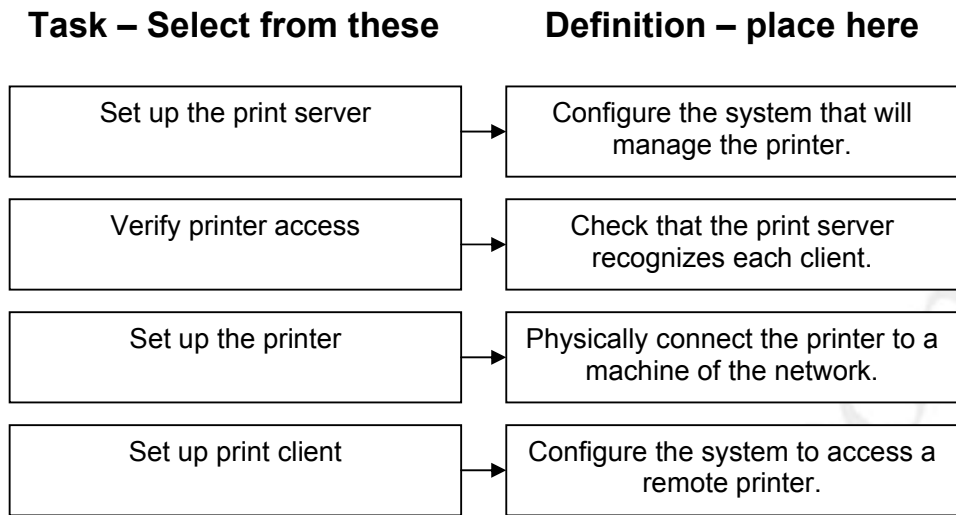 Task – Select from these
Definition – place here
Set up the print server
Configure the system that will
manage the printer.
Verify printer access
Check that the print server
recognizes each client.
Set up the printer
Physically connect the printer to a
machine of the network.
Set up print client
Configure the system to access a
remote printer.